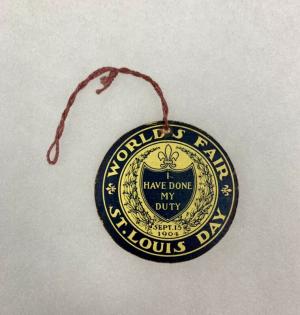 WORLD'S FAIR
I
HAVE DONE
MY
DUTY
SEPT. 15
1904
ST. LOUIS DAY